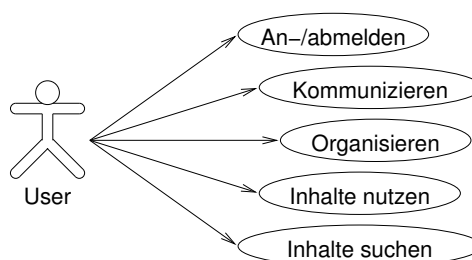 An−/abmelden
Kommunizieren
Organisieren
User
Inhalte nutzen
Inhalte suchen